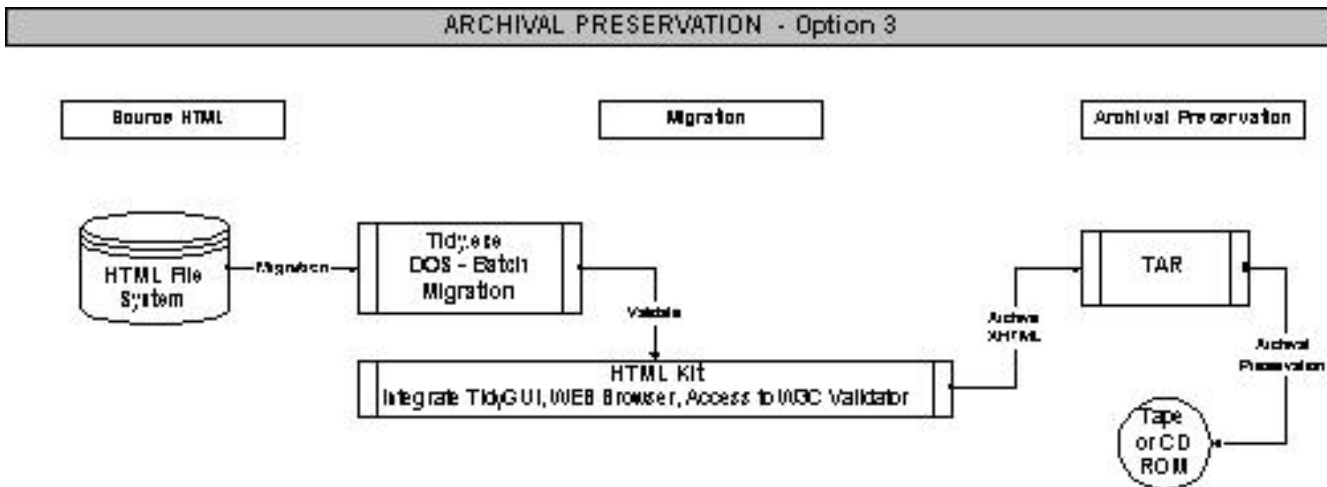 ARCHIVAL PRESERVATION - Option 3
Source HTML
Migration
Archival Preservation
HTML File
System
Migration
Tidy.exe
DOS - Batch
Migration
Validate
HTML Kit
Integrate TidyGUI, WEB Browser, Access to W3C Validator
Archive
XHTML
TAR
Archival
Preservation
Tape
or CD
ROM